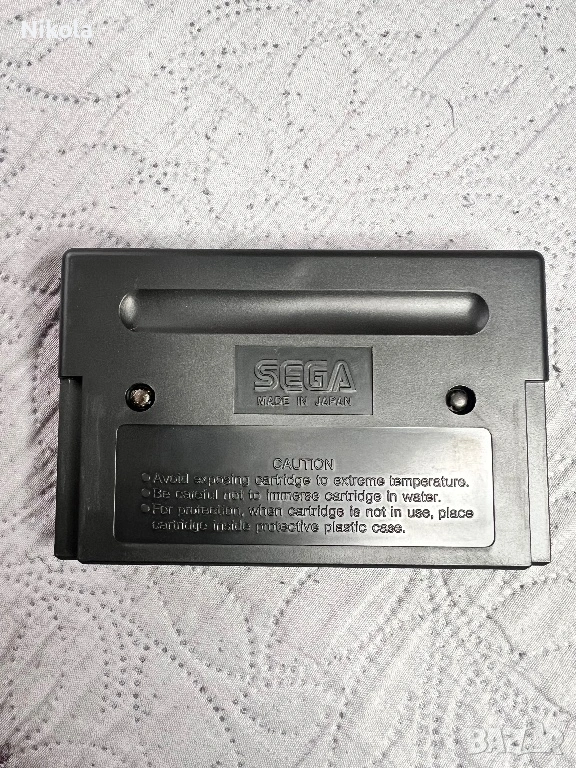 Nikola
SEGA
MADE IN JAPAN
CAUTION
●Avoid exposing cartridge to extreme temperature.
●Be careful not to immerse cartridge in water.
●For protection, when cartridge is not in use, place
cartridge inside protective plastic case.
BAZAR